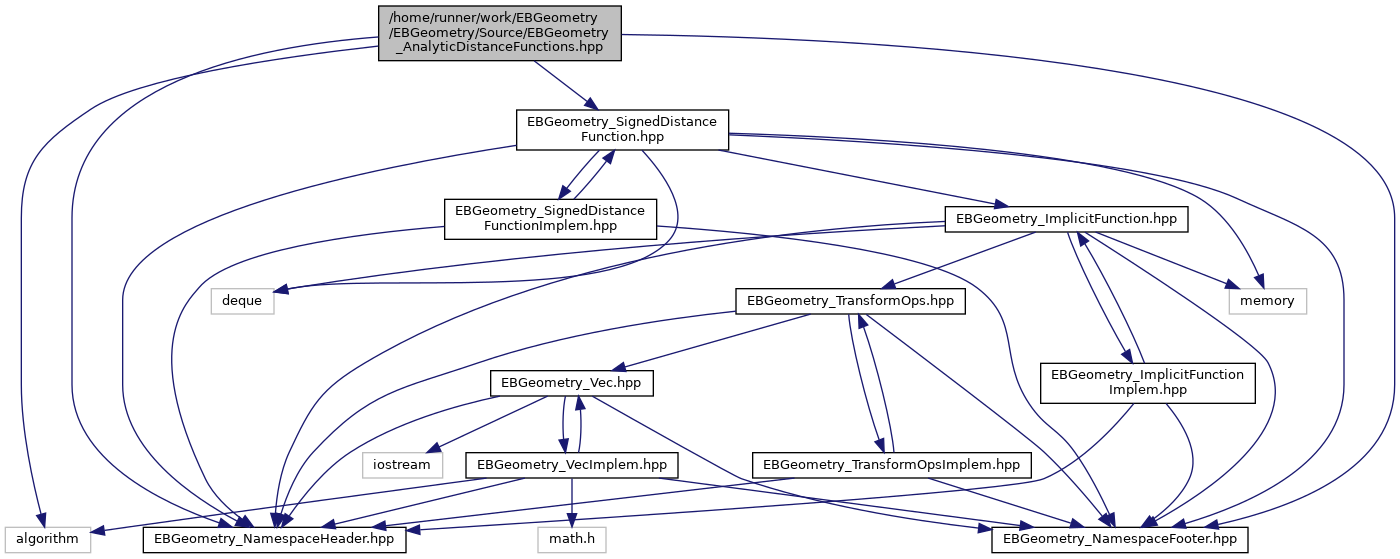 /home/runner/work/EBGeometry
/EBGeometry/Source/EBGeometry
_AnalyticDistanceFunctions.hpp
EBGeometry_SignedDistance
Function.hpp
EBGeometry_SignedDistance
FunctionImplem.hpp
EBGeometry_ImplicitFunction.hpp
deque
EBGeometry_TransformOps.hpp
memory
EBGeometry_Vec.hpp
EBGeometry_ImplicitFunction
Implem.hpp
iostream
EBGeometry_VecImplem.hpp
EBGeometry_TransformOpsImplem.hpp
algorithm
EBGeometry_NamespaceHeader.hpp
math.h
EBGeometry_NamespaceFooter.hpp